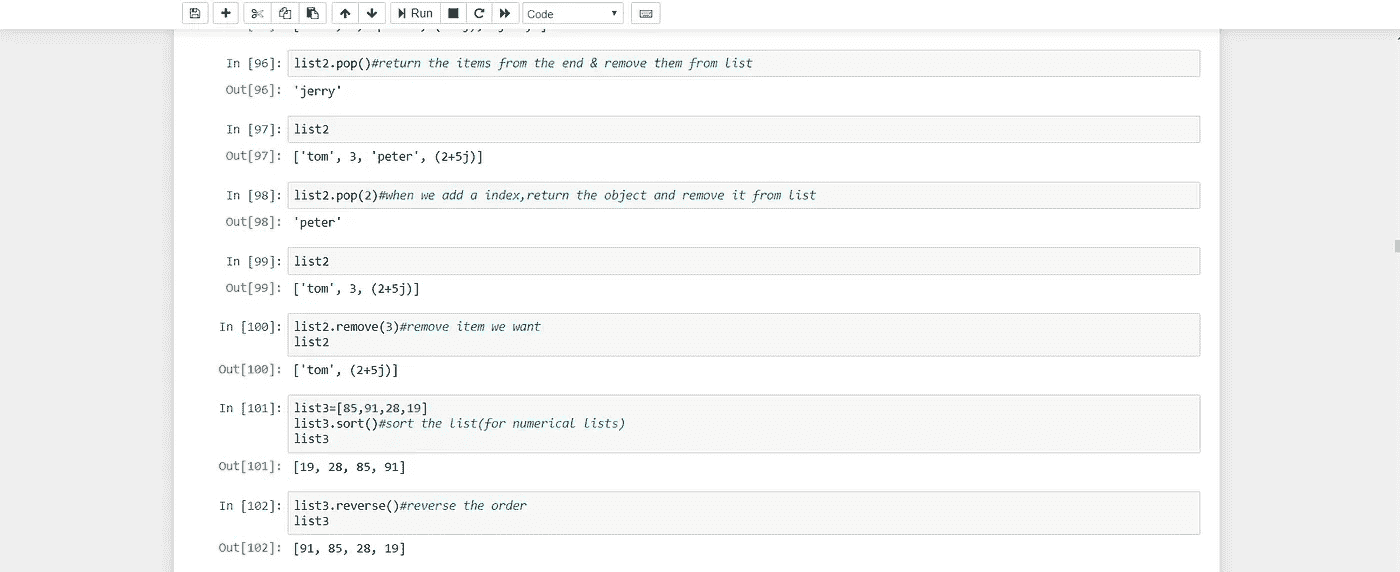 Run
Code
In [96]: list2.pop()#return the items from the end & remove them from list
Out[96]: 'jerry'
In [97]: list2
Out[97]: ['tom', 3, 'peter', (2+5j)]
In [98]: list2.pop(2)#when we add a index,return the object and remove it from list
Out[98]: 'peter'
In [99]: list2
Out[99]: ['tom', 3, (2+5j)]
In [100]: list2.remove(3)#remove item we want
list2
Out[100]: ['tom', (2+5j)]
In [101]: list3=[85,91,28,19]
list3.sort()#sort the list(for numerical lists)
list3
Out[101]: [19, 28, 85, 91]
In [102]: list3.reverse()#reverse the order
list3
Out[102]: [91, 85, 28, 19]